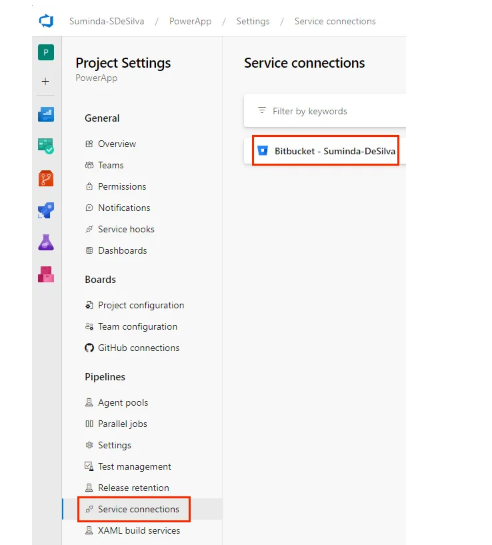 Suminda-SDeSilva / PowerApp / Settings / Service connections
P
Project Settings
PowerApp
General
Overview
Teams
Permissions
Notifications
Service hooks
Dashboards
Boards
Project configuration
Team configuration
GitHub connections
Pipelines
Agent pools
Parallel jobs
Settings
Test management
Release retention
Service connections
XAML build services
Service connections
Filter by keywords
Bitbucket - Suminda-DeSilva